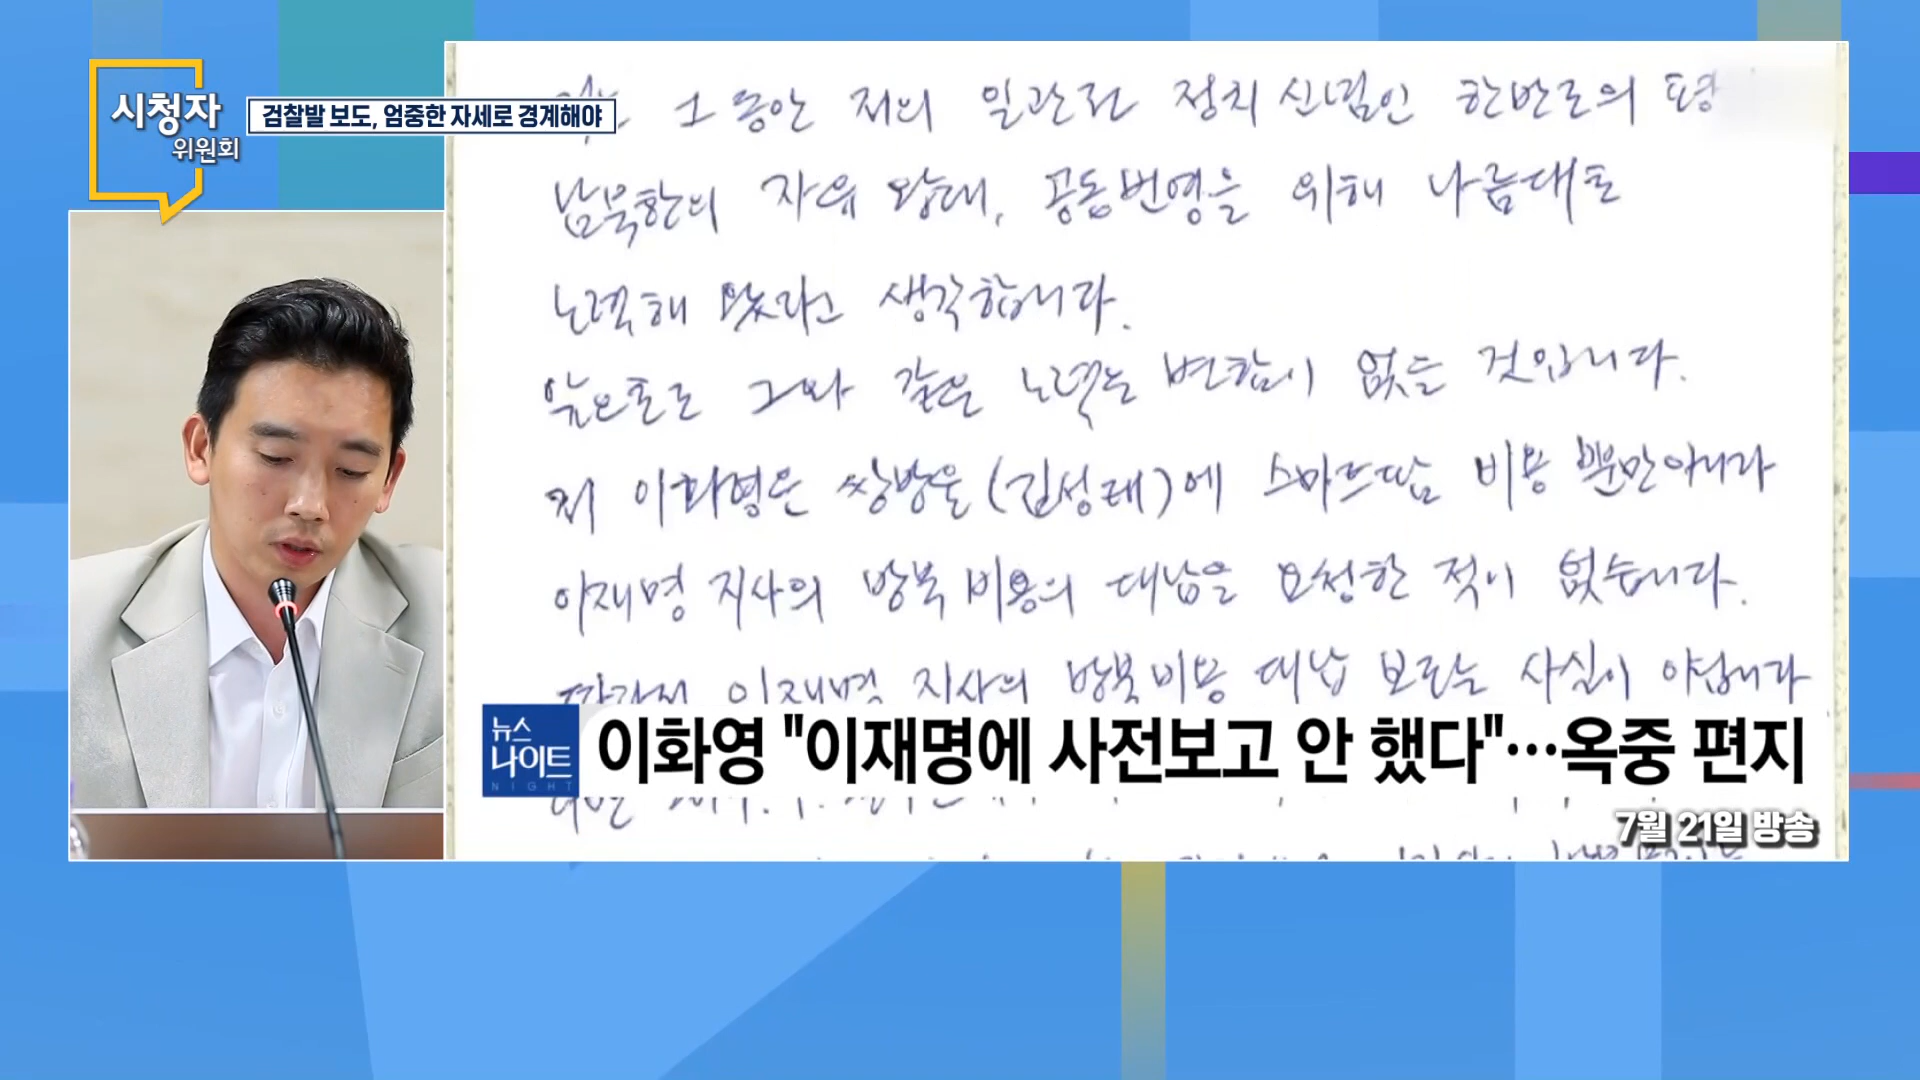 시청자
위원회
검찰발 보도, 엄중한 자세로 경계해야
그동안 저의 일관된 정치신념인 한반도의
남북한의 자유 왕래, 공동번영을 위해 나름대로
노력해 왔다고 생각합니다.
앞으로도 그와 같은 노력는 변함이 없을 것입니다.
저 이화영은 쌍방울(김성태)에 스마트팜 비용 뿐만아니라
이재명 지사의 방북 비용의 대납을 요청한 적이 없습니다.
따라서 이재명 지사의 방북비용 대납 보고는 사실이 아닙니다
뉴스
나이트
NIGHT
이화영 "이재명에 사전보고 안 했다"…옥중 편지
7월 21일 방송